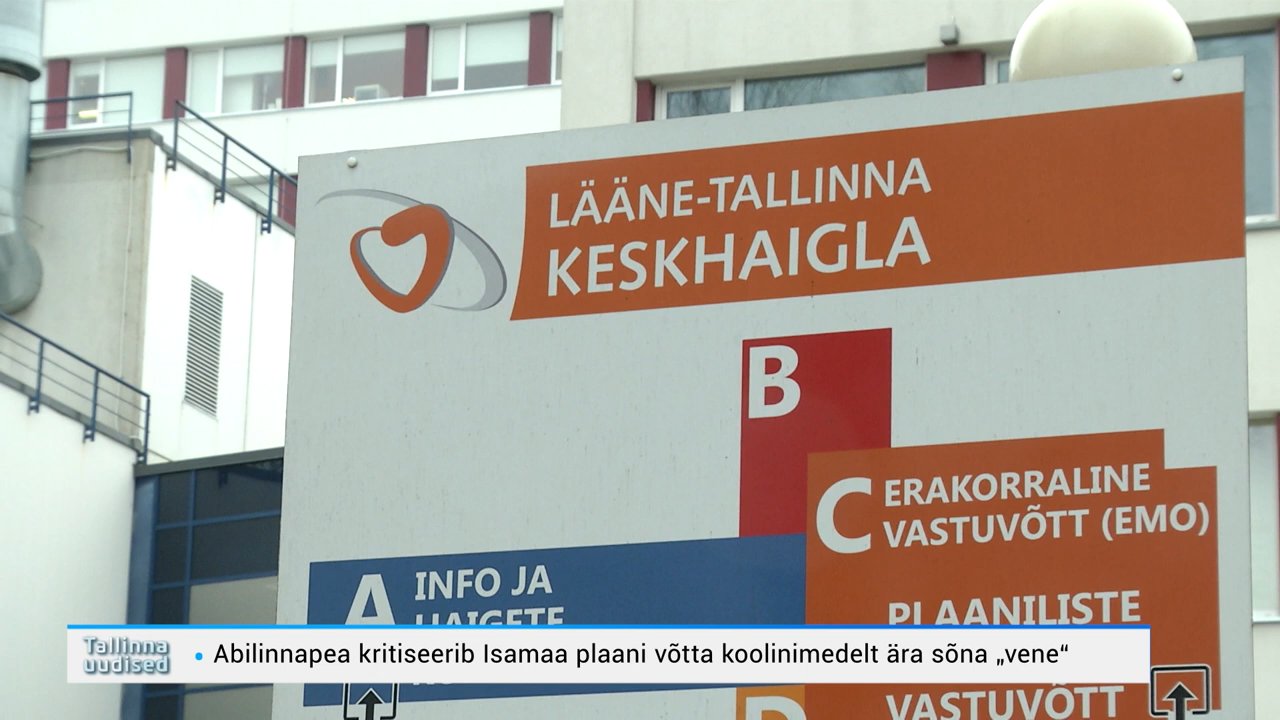 LÄÄNE-TALLINNA
KESKHAIGLA
B
C
ERAKORRALINE
VASTUVÕTT (EMO)
A
INFO JA
HAIGETE
PLAANILISTE
VASTUVÕTT
D
Tallinna
uudised
• Abilinnapea kritiseerib Isamaa plaani võtta koolinimedelt ära sõna „vene“